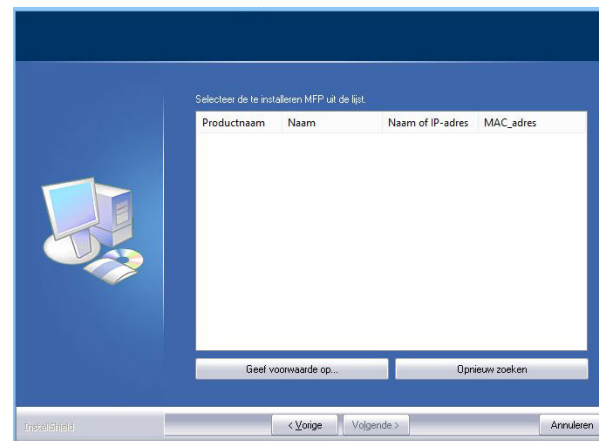 Selecteer de te installeren MFP uit de lijst.
Productnaam Naam Naam of IP-adres MAC_adres
Geef voorwaarde op... Opnieuw zoeken
InstallShield
< Vorige Volgende > Annuleren